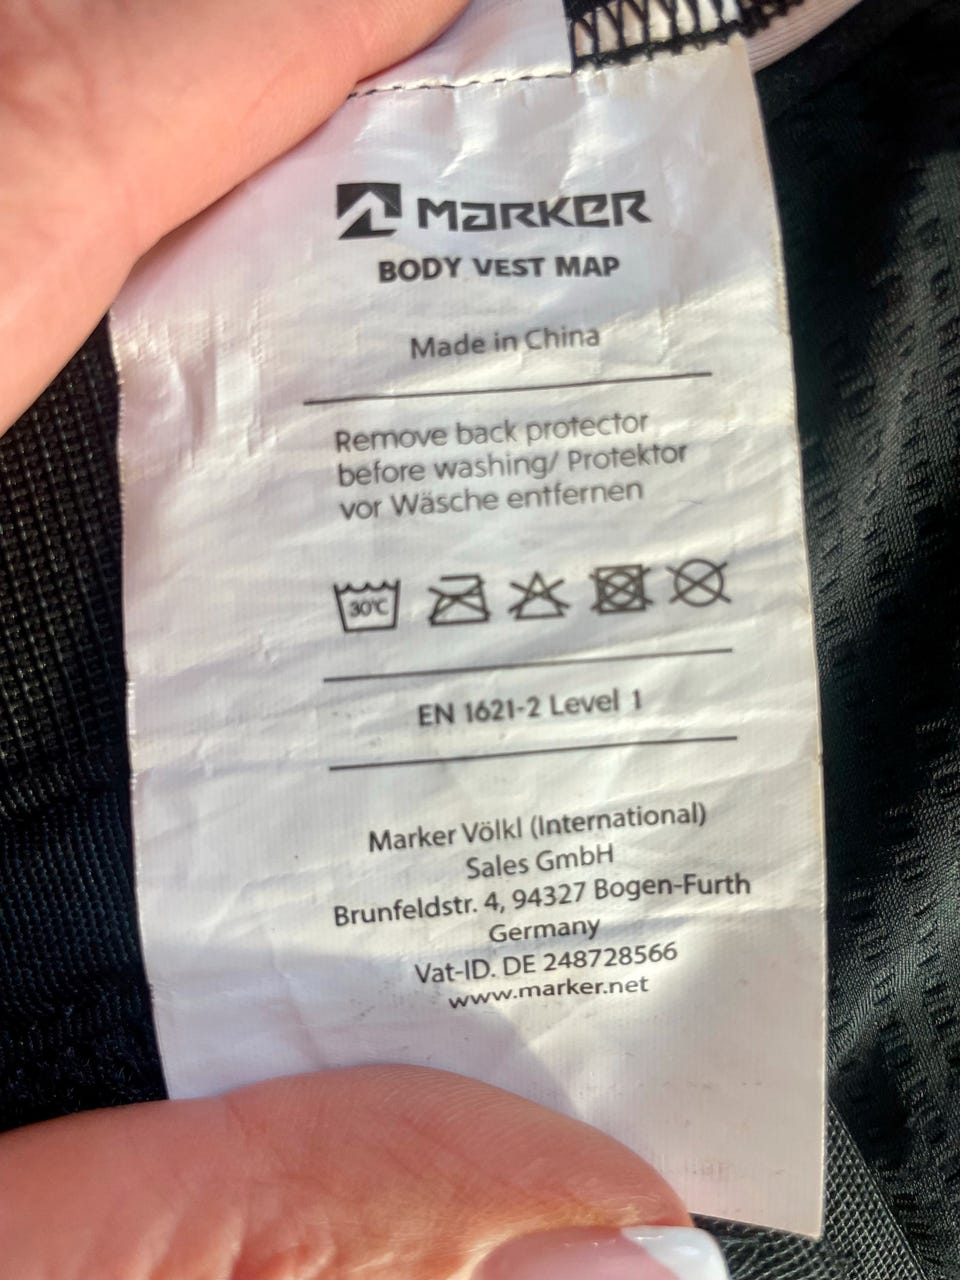 MARKER
BODY VEST MAP
Made in China
Remove back protector
before washing/ Protektor
vor Wäsche entfernen
30°C
EN 1621-2 Level 1
Marker Völkl (International)
Sales GmbH
Brunfeldstr. 4, 94327 Bogen-Furth
Germany
Vat-ID. DE 248728566
www.marker.net